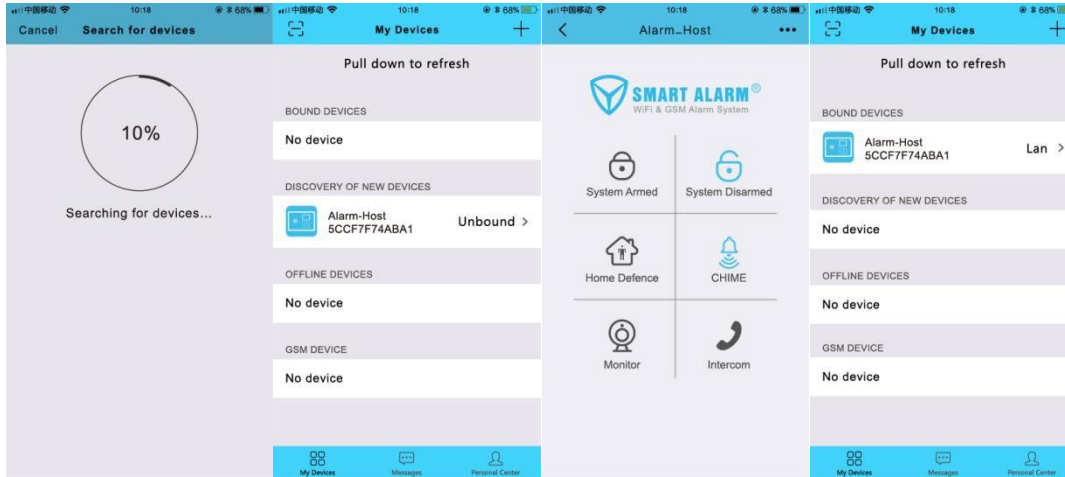 中国移动 10:18 68%
Cancel Search for devices
10%
Searching for devices...
中国移动 10:18 68%
My Devices
Pull down to refresh
BOUND DEVICES
No device
DISCOVERY OF NEW DEVICES
Alarm-Host
5CCF7F74ABA1
Unbound >
OFFLINE DEVICES
No device
GSM DEVICE
No device
My Devices Messages Personal Center
中国移动 10:18 68%
Alarm_Host
SMART ALARM®
WiFi & GSM Alarm System
System Armed System Disarmed
Home Defence CHIME
Monitor Intercom
中国移动 10:18 68%
My Devices
Pull down to refresh
BOUND DEVICES
Alarm-Host
5CCF7F74ABA1
Lan >
DISCOVERY OF NEW DEVICES
No device
OFFLINE DEVICES
No device
GSM DEVICE
No device
My Devices Messages Personal Center